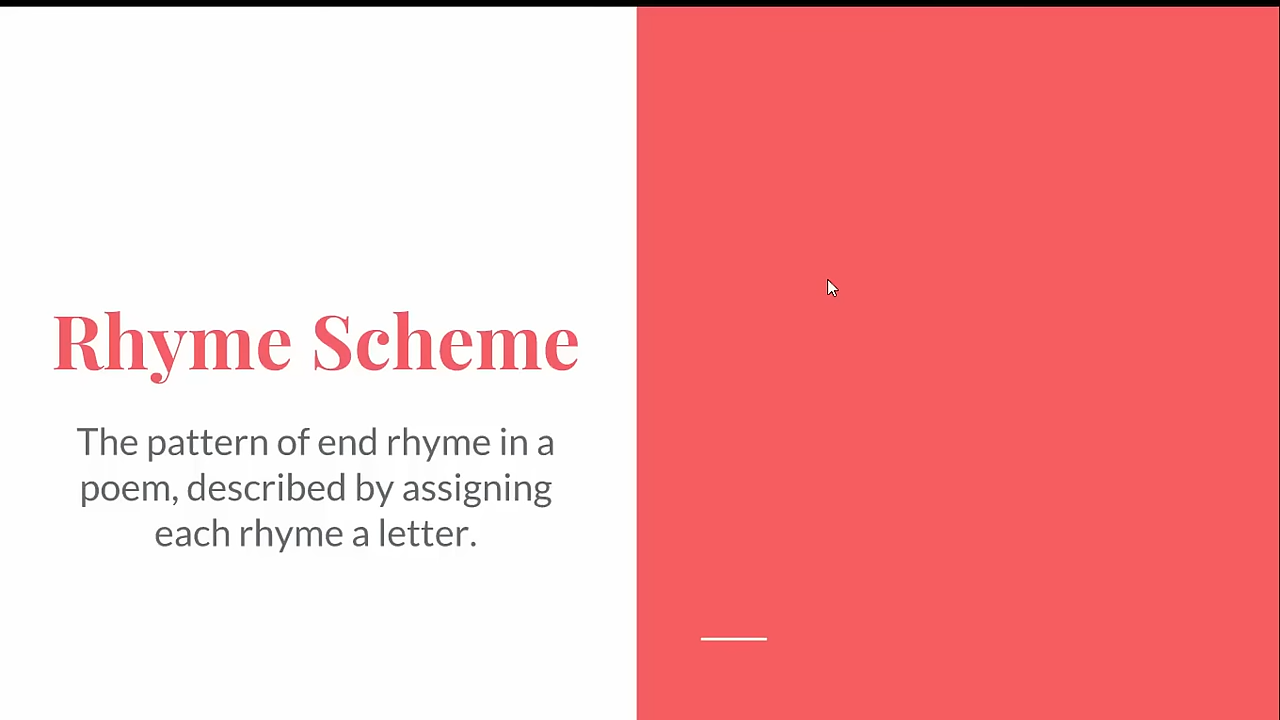 Rhyme Scheme
The pattern of end rhyme in a
poem, described by assigning
each rhyme a letter.